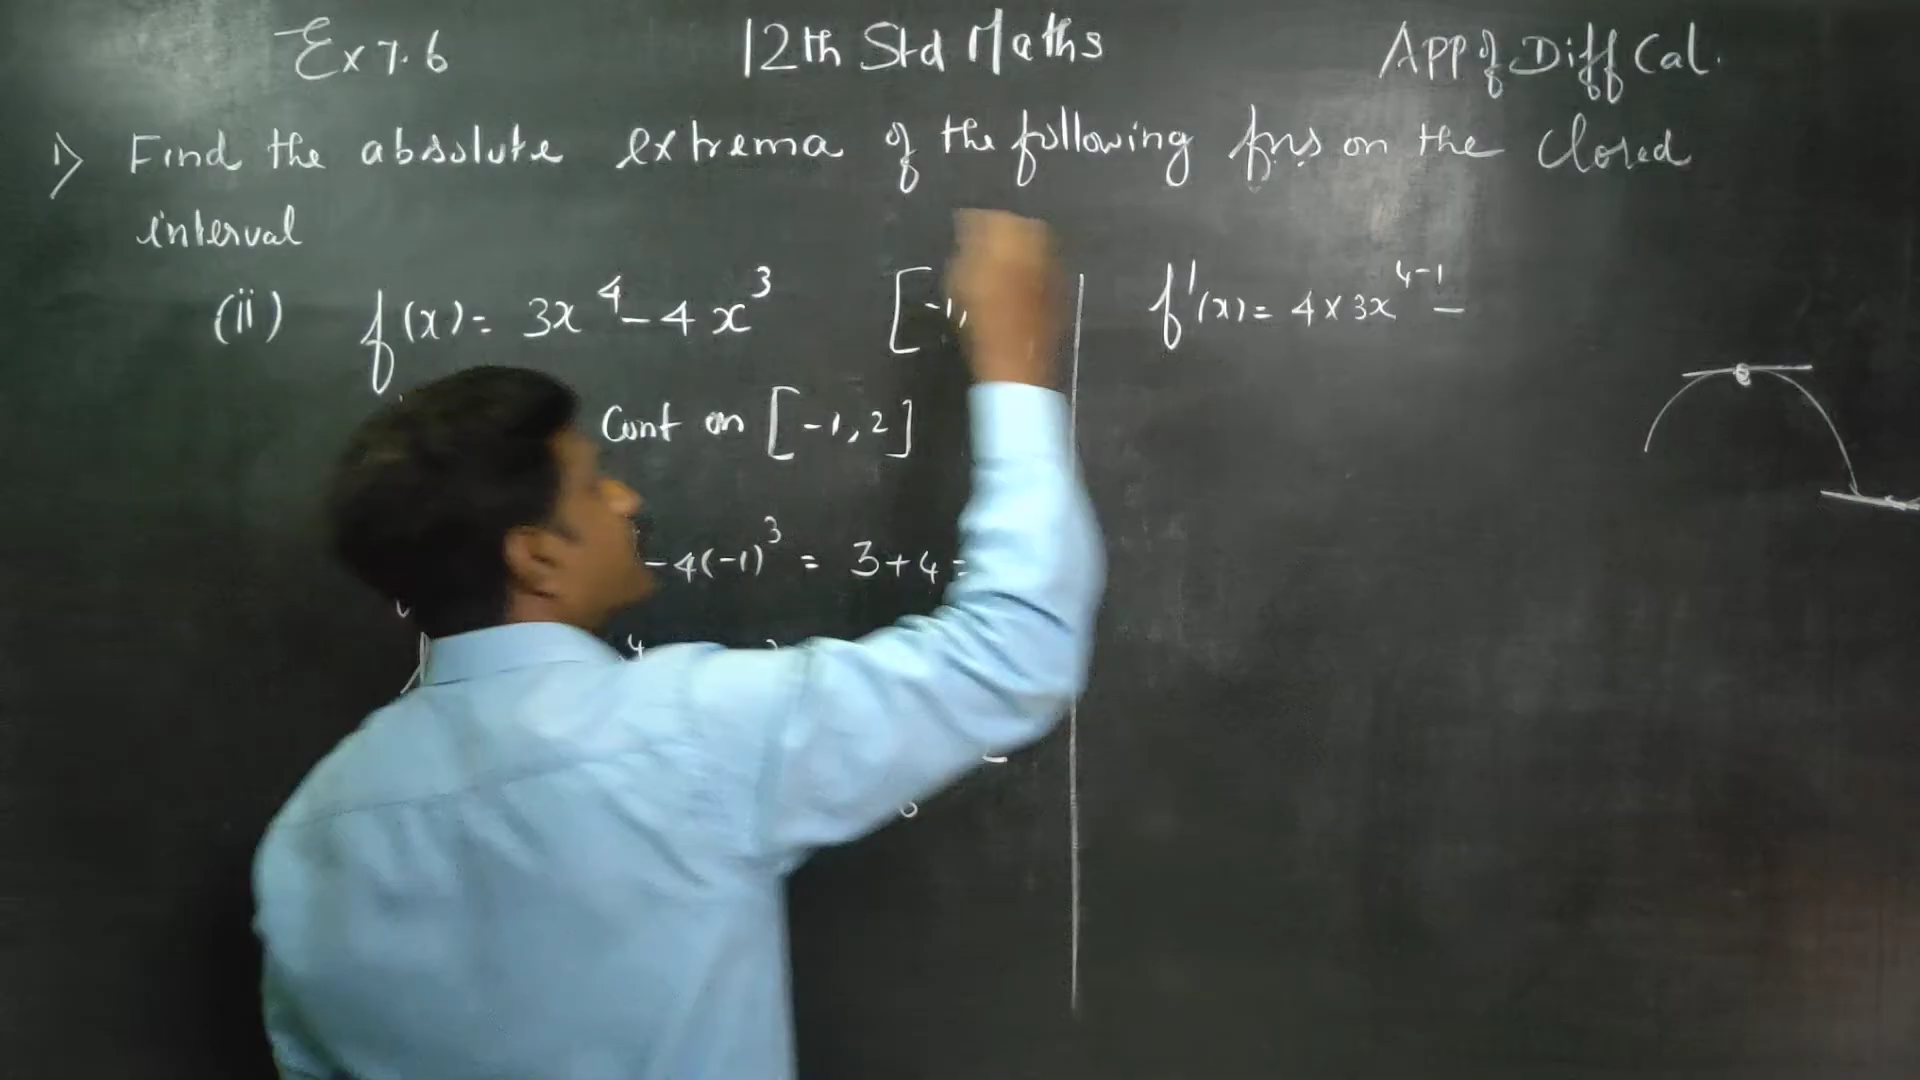 Ex 7.6
12th Std Maths
App of Diff Cal.
1) Find the absolute extrema of the following fns on the closed
interval
(ii) f(x) = 3x⁴ - 4x³ [-1,
Cont on [-1, 2]
-4(-1)³ = 3+4 =
f'(x) = 4 × 3x⁴⁻¹ -